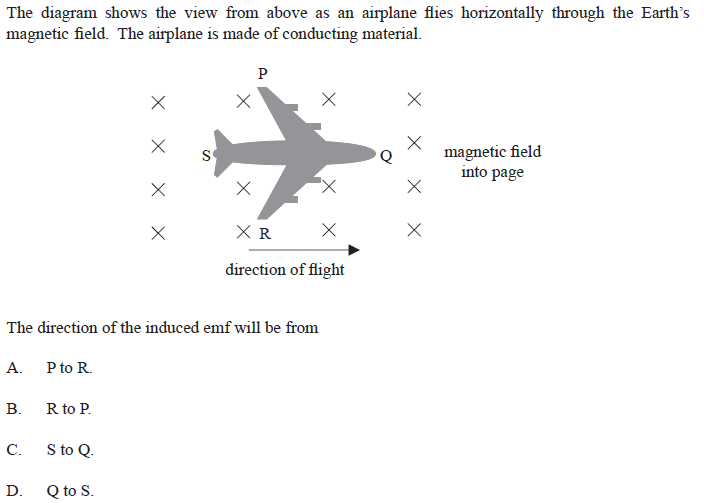 The diagram shows the view from above as an airplane flies horizontally through the Earth's
magnetic field. The airplane is made of conducting material.
P
S
Q
magnetic field
into page
R
direction of flight
The direction of the induced emf will be from
A. P to R.
B. R to P.
C. S to Q.
D. Q to S.